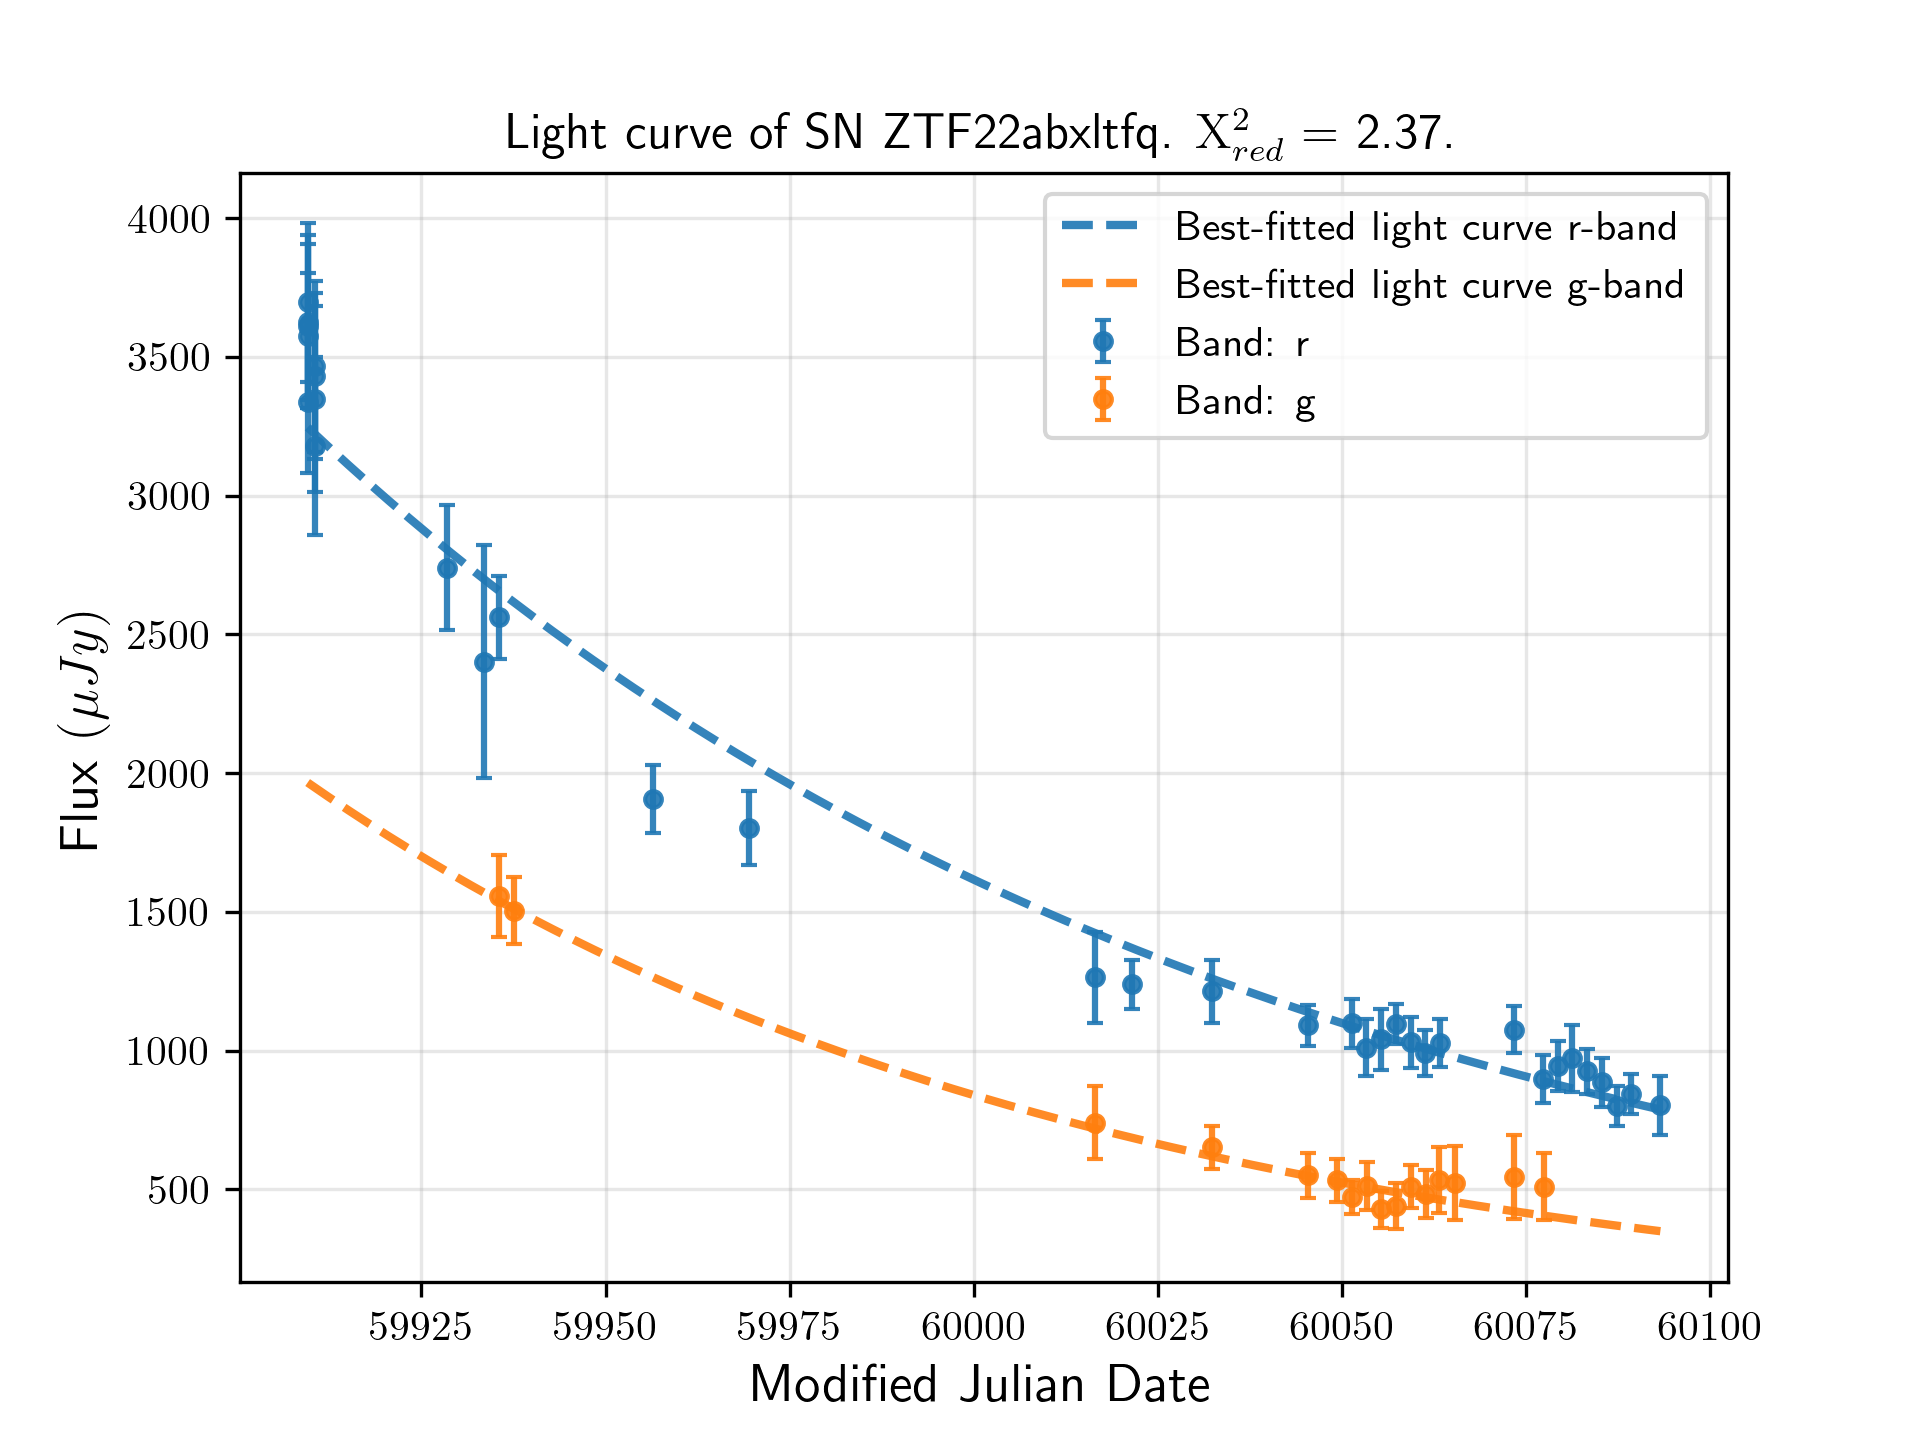 Light curve of SN ZTF22abxltfq. X²red = 2.37.
Best-fitted light curve r-band
Best-fitted light curve g-band
Band: r
Band: g
4000
3500
3000
2500
2000
1500
1000
500
Flux (μJy)
59925 59950 59975 60000 60025 60050 60075 60100
Modified Julian Date